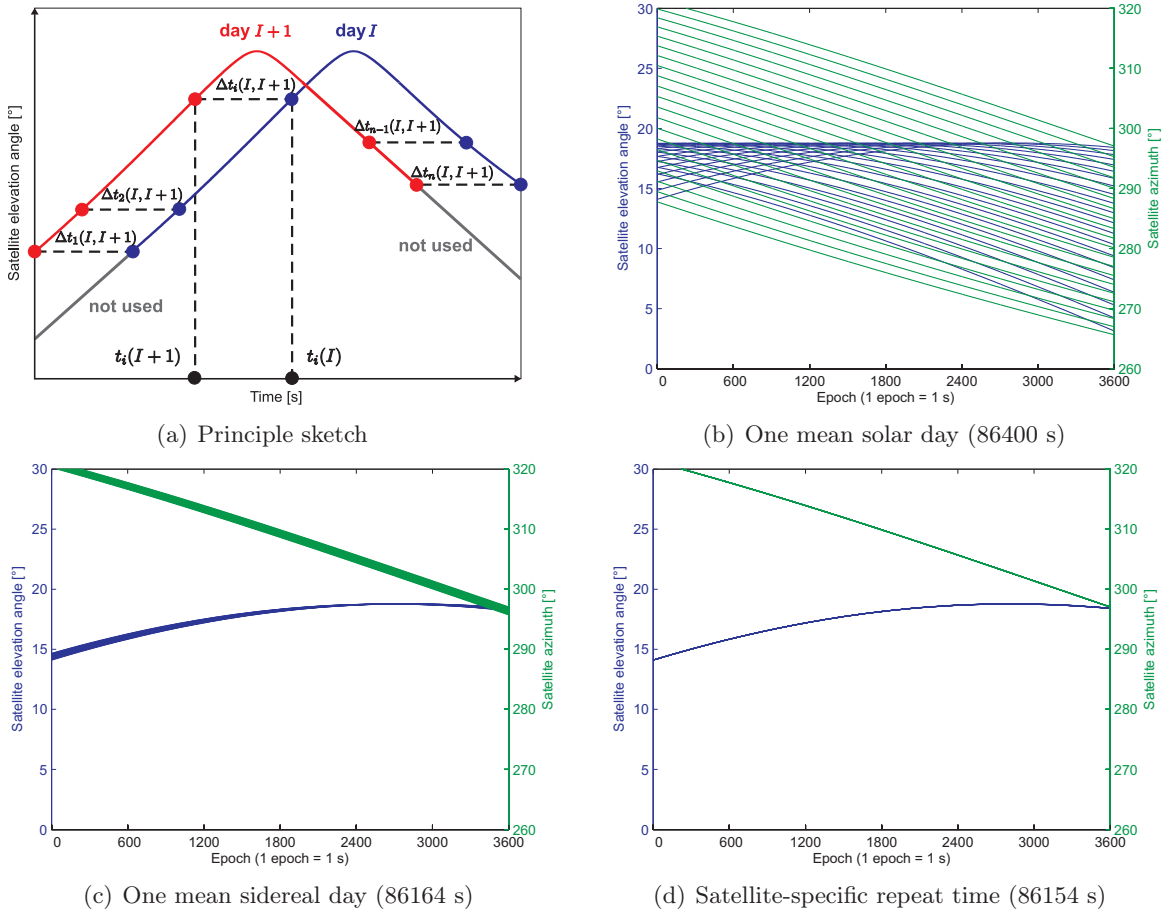 day I + 1
day I
Δt_i(I, I+1)
Δt_{n−1}(I, I+1)
Δt_2(I, I+1)
Δt_n(I, I+1)
Δt_1(I, I+1)
not used
not used
t_i(I + 1)
t_i(I)
Satellite elevation angle [°]
Time [s]
(a) Principle sketch
30
25
20
15
10
5
0
Satellite elevation angle [°]
320
310
300
290
280
270
260
Satellite azimuth [°]
0 600 1200 1800 2400 3000 3600
Epoch (1 epoch = 1 s)
(b) One mean solar day (86400 s)
30
25
20
15
10
5
0
Satellite elevation angle [°]
320
310
300
290
280
270
260
Satellite azimuth [°]
0 600 1200 1800 2400 3000 3600
Epoch (1 epoch = 1 s)
(c) One mean sidereal day (86164 s)
30
25
20
15
10
5
0
Satellite elevation angle [°]
320
310
300
290
280
270
260
Satellite azimuth [°]
0 600 1200 1800 2400 3000 3600
Epoch (1 epoch = 1 s)
(d) Satellite-specific repeat time (86154 s)